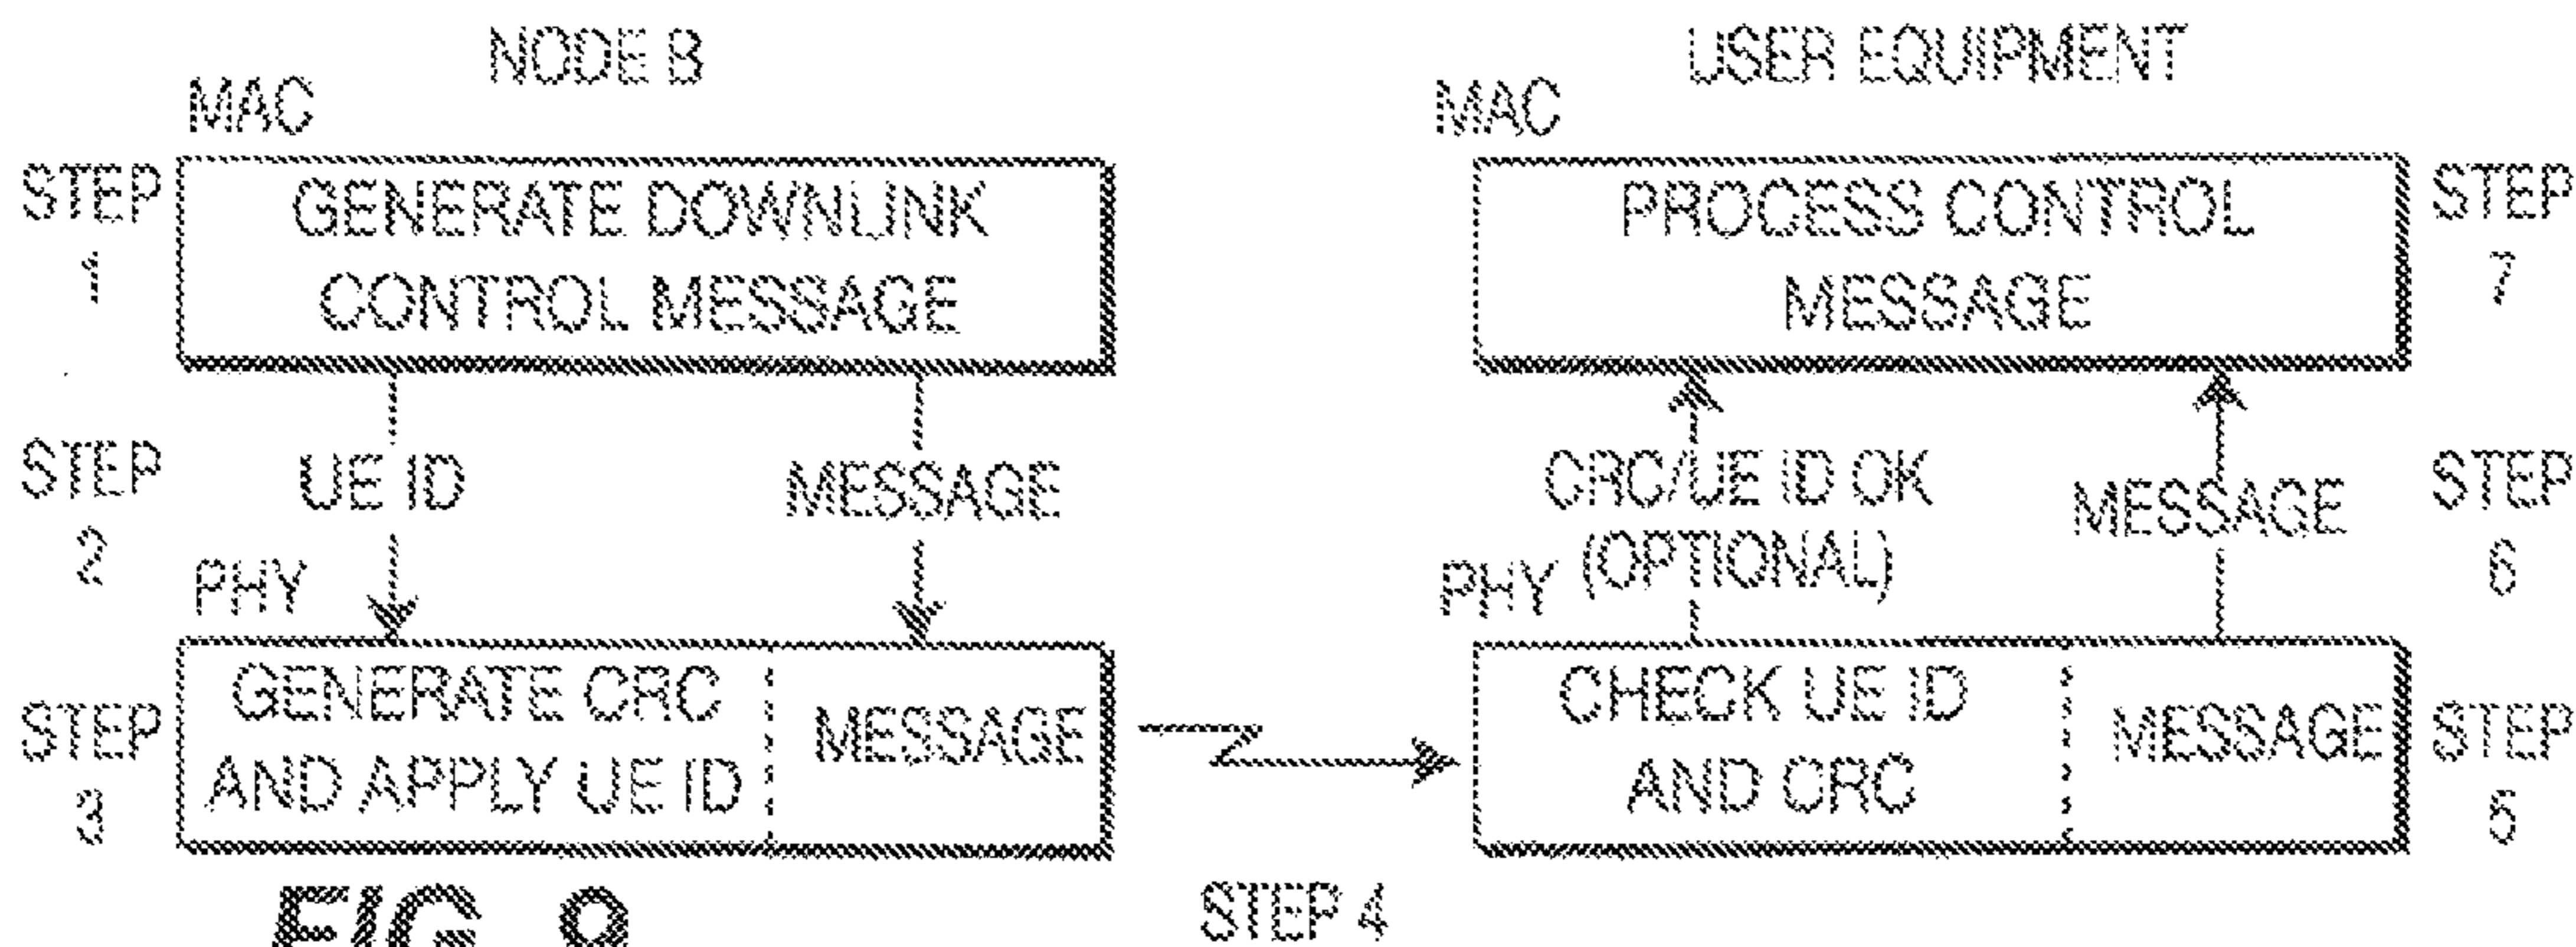 NODE B
USER EQUIPMENT
MAC
MAC
STEP
1
GENERATE DOWNLINK
CONTROL MESSAGE
PROCESS CONTROL
MESSAGE
STEP
7
STEP
2
UE ID
MESSAGE
CRC/UE ID OK
(OPTIONAL)
MESSAGE
STEP
6
PHY
PHY
STEP
3
GENERATE CRC
AND APPLY UE ID
MESSAGE
CHECK UE ID
AND CRC
MESSAGE
STEP
5
STEP 4
FIG. 9